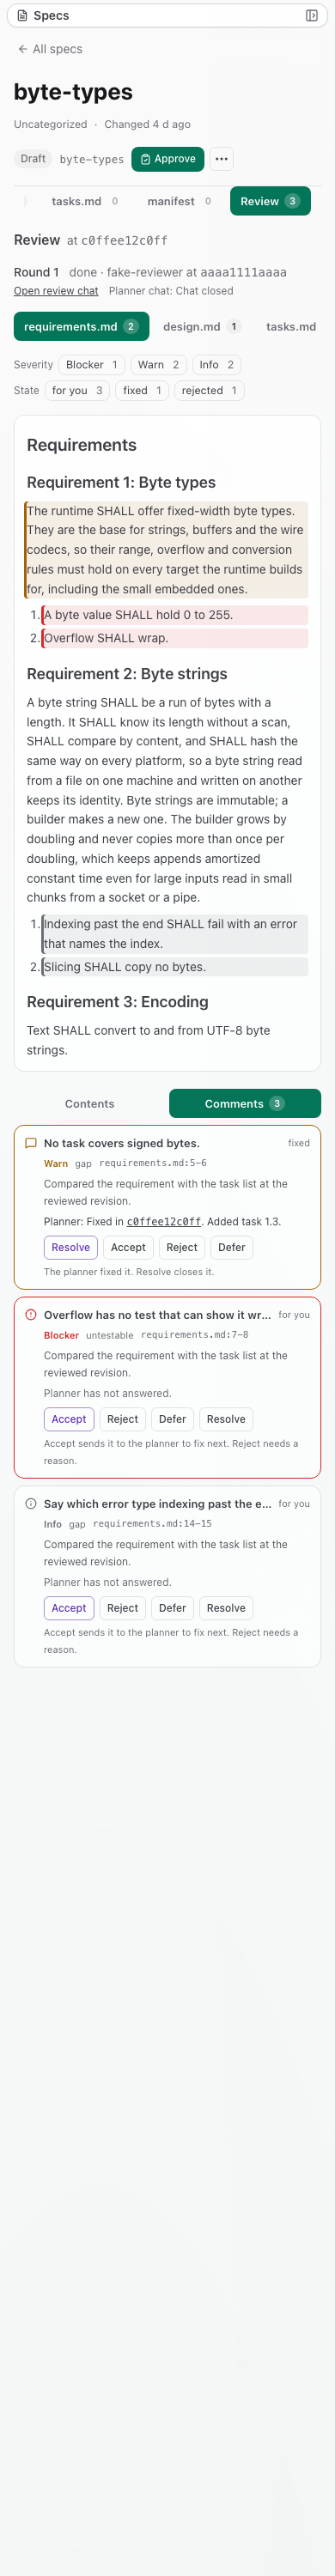 Specs
All specs
byte-types
Uncategorized · Changed 4 d ago
Draft byte-types Approve
tasks.md 0 manifest 0 Review 3
Review at c0ffee12c0ff
Round 1 done · fake-reviewer at aaaa1111aaaa
Open review chat Planner chat: Chat closed
requirements.md 2 design.md 1 tasks.md
Severity Blocker 1 Warn 2 Info 2
State for you 3 fixed 1 rejected 1
Requirements
Requirement 1: Byte types
The runtime SHALL offer fixed-width byte types.
They are the base for strings, buffers and the wire
codecs, so their range, overflow and conversion
rules must hold on every target the runtime builds
for, including the small embedded ones.
1. A byte value SHALL hold 0 to 255.
2. Overflow SHALL wrap.
Requirement 2: Byte strings
A byte string SHALL be a run of bytes with a
length. It SHALL know its length without a scan,
SHALL compare by content, and SHALL hash the
same way on every platform, so a byte string read
from a file on one machine and written on another
keeps its identity. Byte strings are immutable; a
builder makes a new one. The builder grows by
doubling and never copies more than once per
doubling, which keeps appends amortized
constant time even for large inputs read in small
chunks from a socket or a pipe.
1. Indexing past the end SHALL fail with an error
that names the index.
2. Slicing SHALL copy no bytes.
Requirement 3: Encoding
Text SHALL convert to and from UTF-8 byte
strings.
Contents Comments 3
No task covers signed bytes. fixed
Warn gap requirements.md:5-6
Compared the requirement with the task list at the
reviewed revision.
Planner: Fixed in c0ffee12c0ff. Added task 1.3.
Resolve Accept Reject Defer
The planner fixed it. Resolve closes it.
Overflow has no test that can show it wr... for you
Blocker untestable requirements.md:7-8
Compared the requirement with the task list at the
reviewed revision.
Planner has not answered.
Accept Reject Defer Resolve
Accept sends it to the planner to fix next. Reject needs a
reason.
Say which error type indexing past the e... for you
Info gap requirements.md:14-15
Compared the requirement with the task list at the
reviewed revision.
Planner has not answered.
Accept Reject Defer Resolve
Accept sends it to the planner to fix next. Reject needs a
reason.